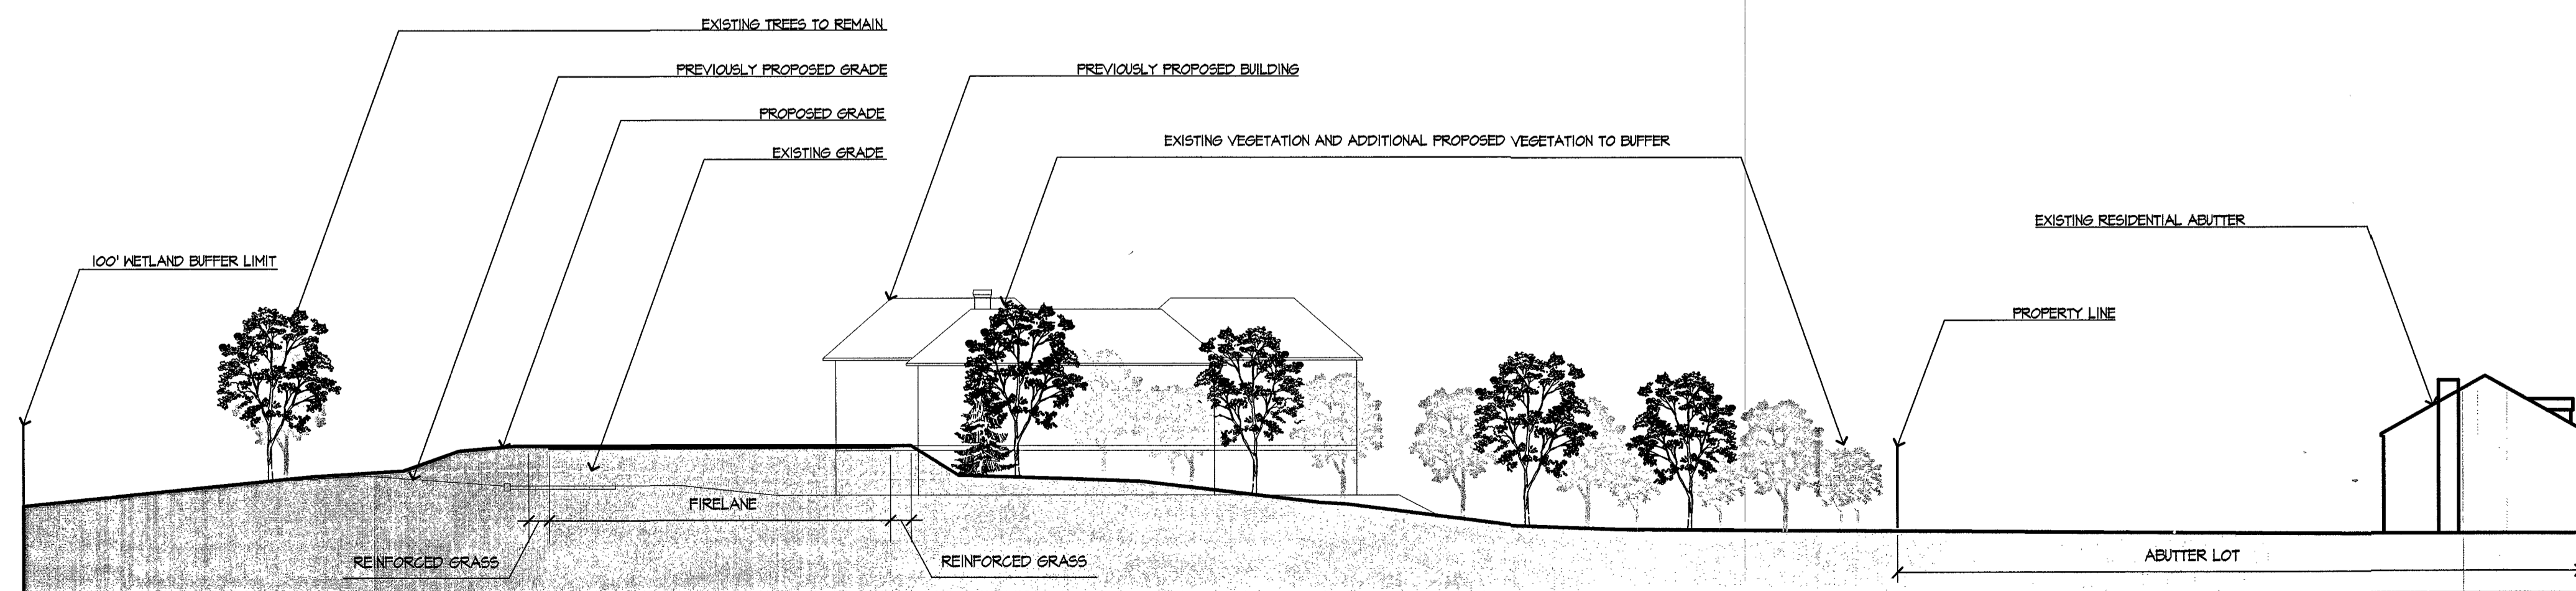 EXISTING TREES TO REMAIN
PREVIOUSLY PROPOSED GRADE
PREVIOUSLY PROPOSED BUILDING
PROPOSED GRADE
EXISTING VEGETATION AND ADDITIONAL PROPOSED VEGETATION TO BUFFER
EXISTING GRADE
EXISTING RESIDENTIAL ABUTTER
100' WETLAND BUFFER LIMIT
PROPERTY LINE
FIRELANE
ABUTTER LOT
REINFORCED GRASS
REINFORCED GRASS